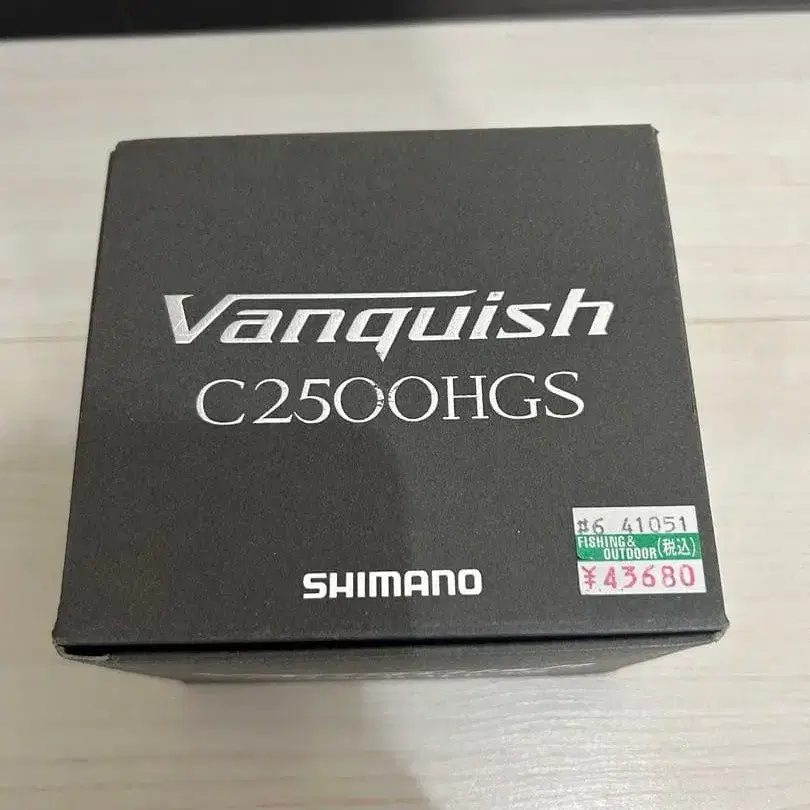 Vanquish
C2500HGS
#6 41051
FISHING&
OUTDOOR(税込)
¥43680
SHIMANO